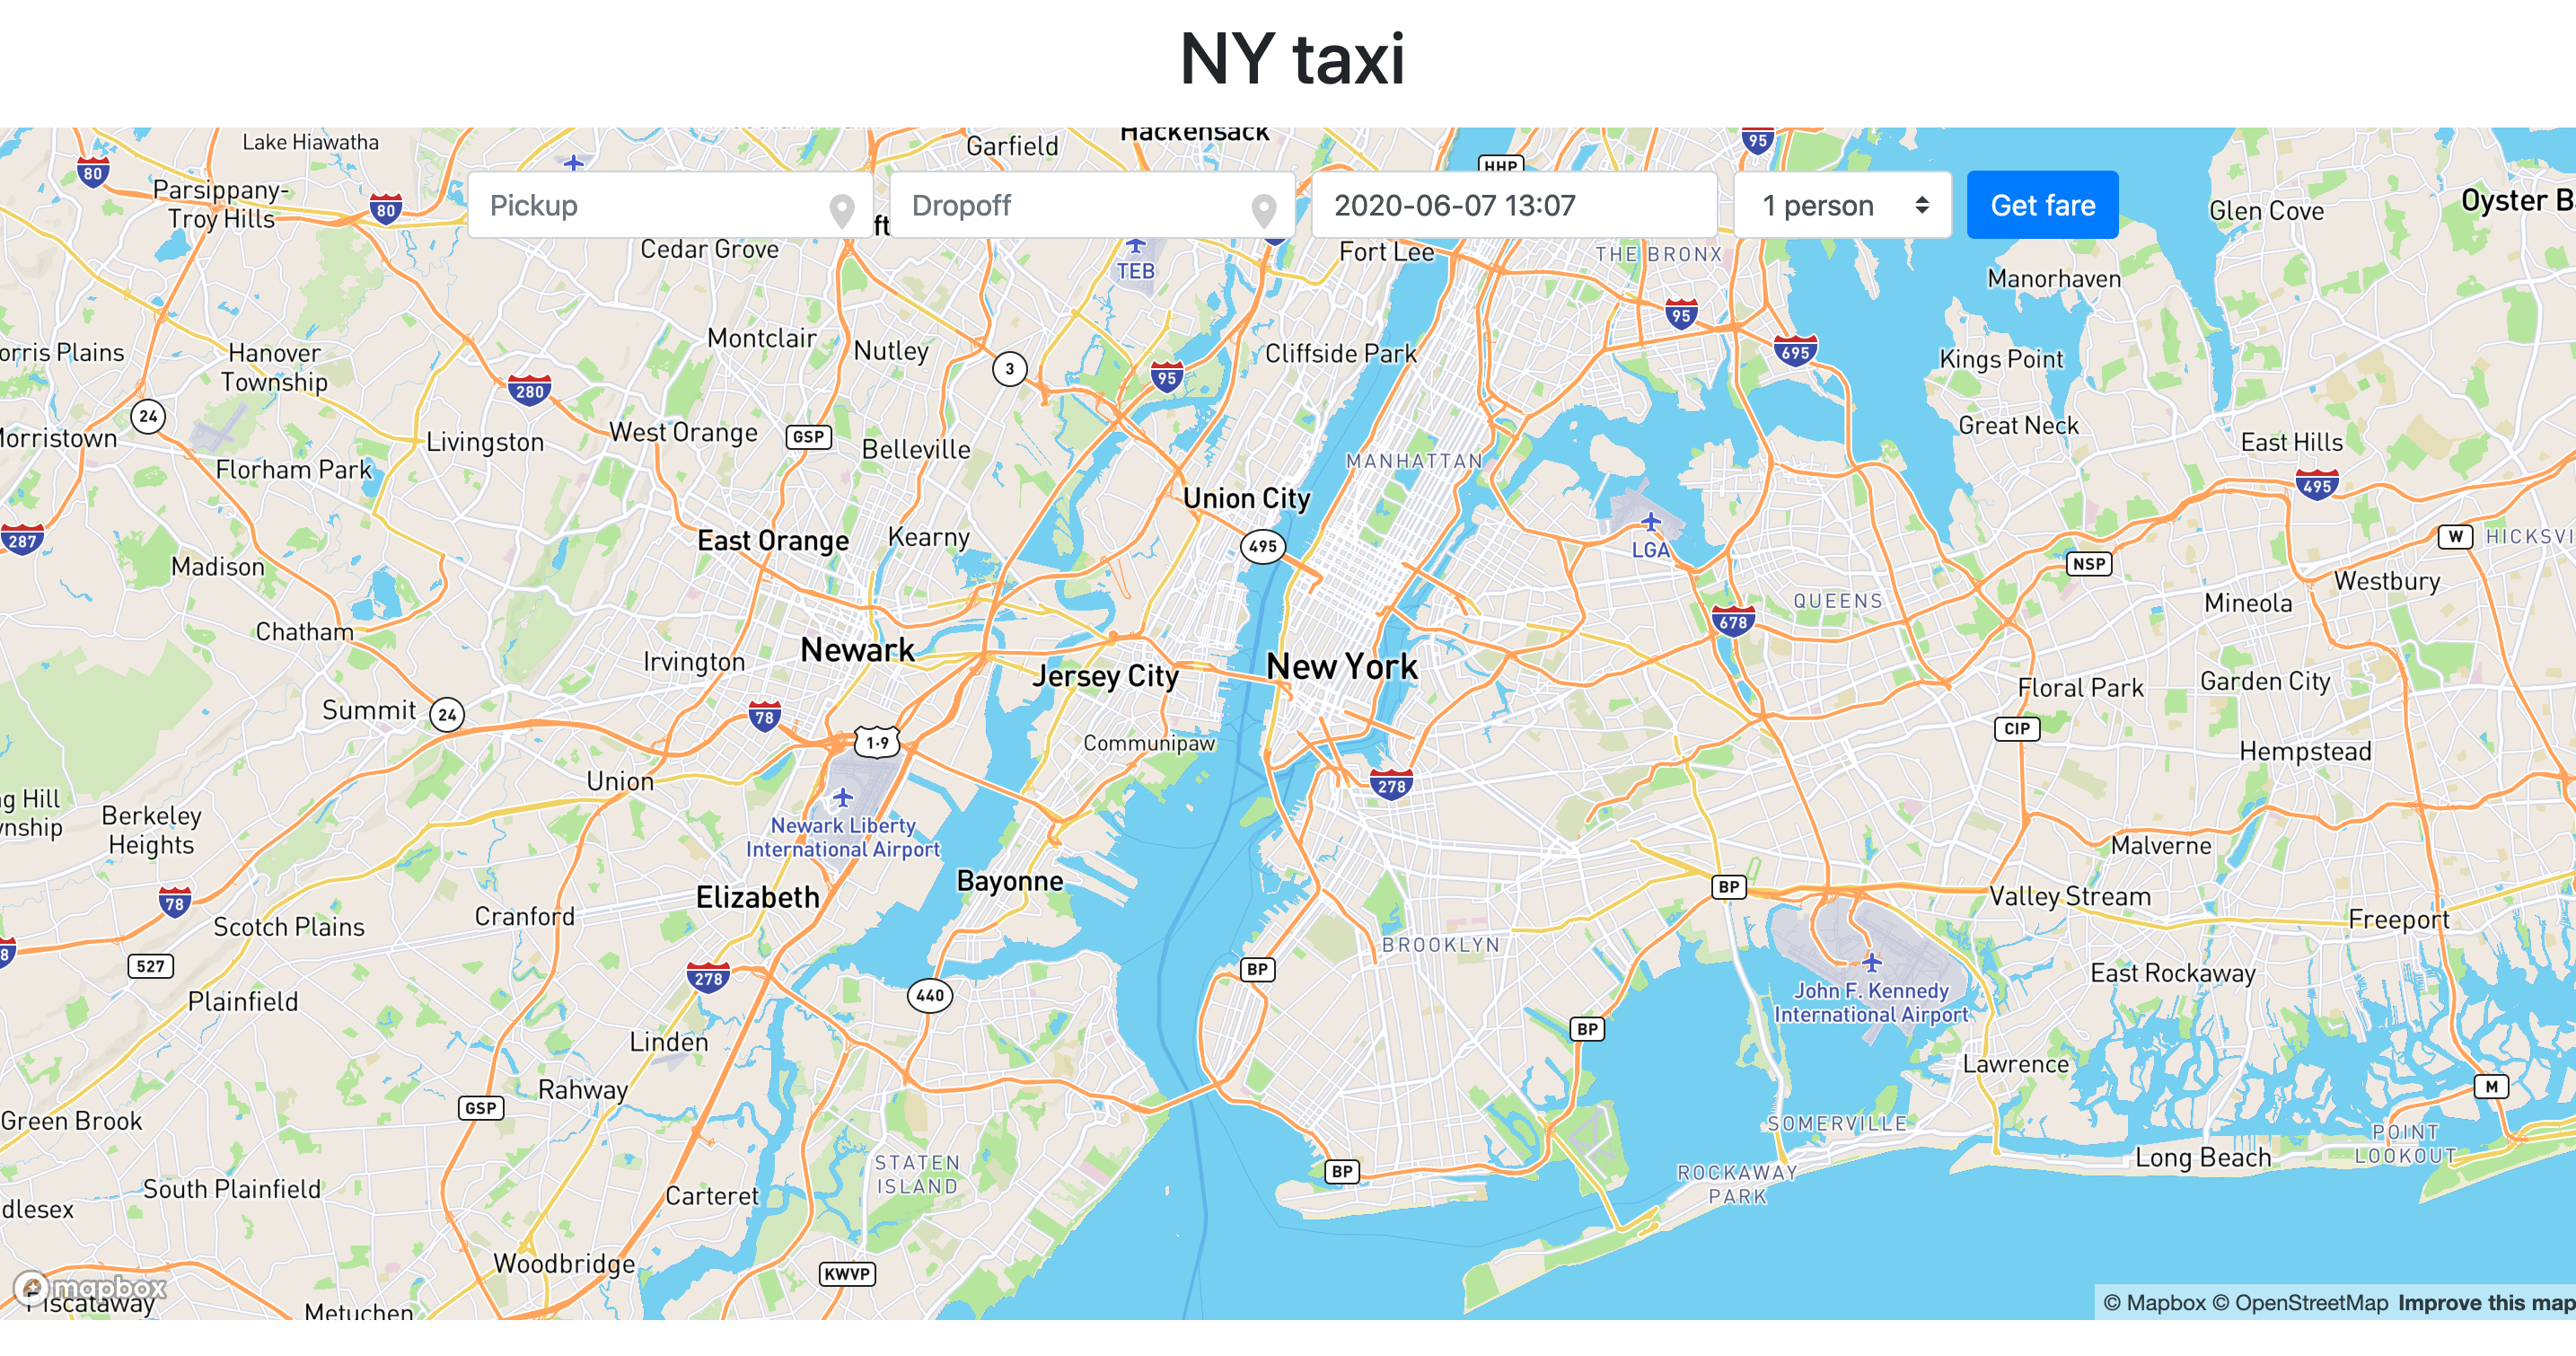 NY taxi
Hackensack
Lake Hiawatha
Garfield
95
HHP
80
Parsippany-
Troy Hills
80
Pickup
Dropoff
2020-06-07 13:07
1 person
Get fare
Glen Cove
Oyster B
ft
Cedar Grove
TEB
Fort Lee
THE BRONX
Manorhaven
95
Montclair
Nutley
Cliffside Park
695
Kings Point
orris Plains
Hanover
Township
3
95
280
24
Morristown
Livingston
West Orange
GSP
Belleville
Great Neck
East Hills
Florham Park
MANHATTAN
495
Union City
287
East Orange
Kearny
495
LGA
W
HICKSVI
Madison
NSP
Westbury
QUEENS
Mineola
Chatham
678
Newark
Irvington
Jersey City
New York
Floral Park
Garden City
Summit
24
78
1·9
Communipaw
CIP
Hempstead
Union
278
g Hill
nship
Berkeley
Heights
Newark Liberty
International Airport
Malverne
Bayonne
Elizabeth
BP
Valley Stream
78
Cranford
Scotch Plains
Freeport
BROOKLYN
8
527
278
BP
440
East Rockaway
Plainfield
John F. Kennedy
International Airport
BP
Linden
Lawrence
Rahway
GSP
M
Green Brook
SOMERVILLE
POINT
LOOKOUT
Long Beach
STATEN
ISLAND
BP
ROCKAWAY
PARK
South Plainfield
Carteret
dlesex
Woodbridge
KWVP
mapbox
Piscataway
Metuchen
© Mapbox © OpenStreetMap Improve this map